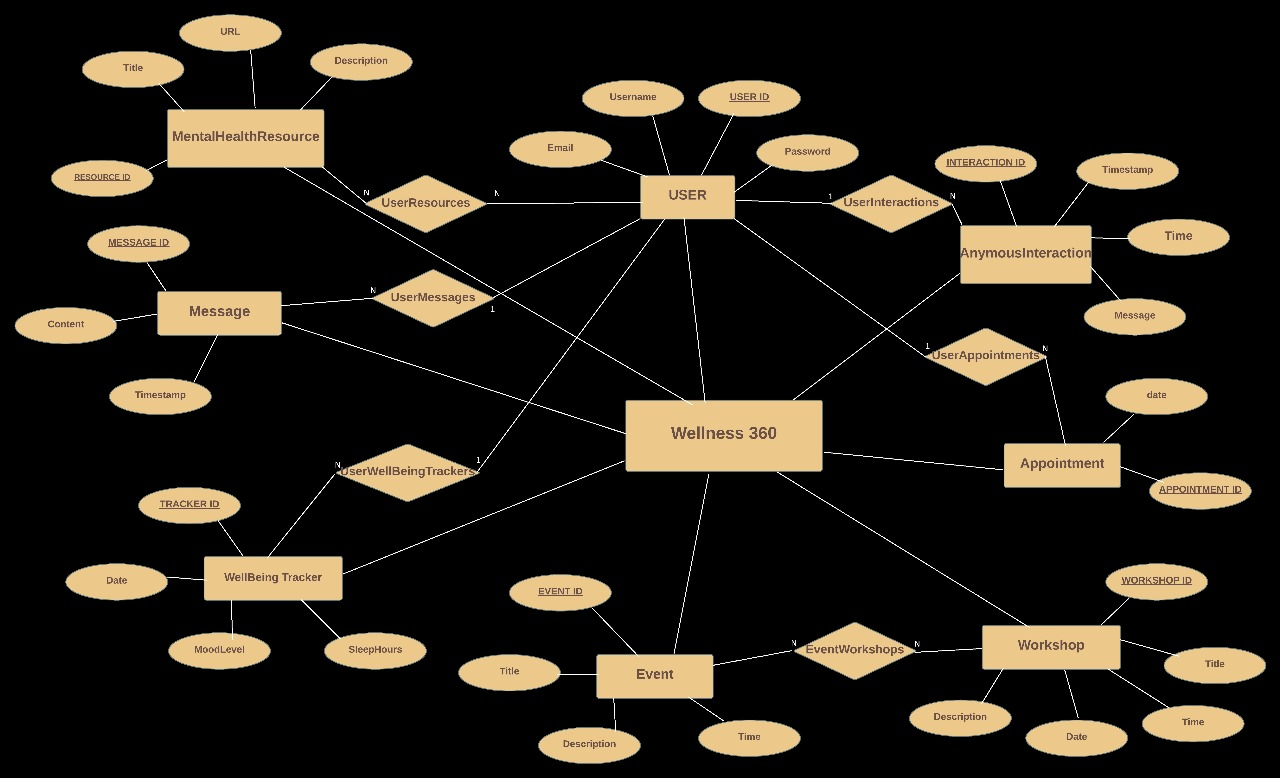 URL
Title
Description
MentalHealthResource
RESOURCE ID
Username
USER ID
Email
Password
USER
N
UserResources
N
1
UserInteractions
N
INTERACTION ID
Timestamp
Time
AnymousInteraction
Message
MESSAGE ID
Message
Content
Timestamp
N
UserMessages
1
1
UserAppointments
N
date
Appointment
APPOINTMENT ID
Wellness 360
N
UserWellBeingTrackers
1
TRACKER ID
Date
WellBeing Tracker
MoodLevel
SleepHours
EVENT ID
Title
Event
Description
Time
N
EventWorkshops
N
WORKSHOP ID
Workshop
Title
Description
Date
Time